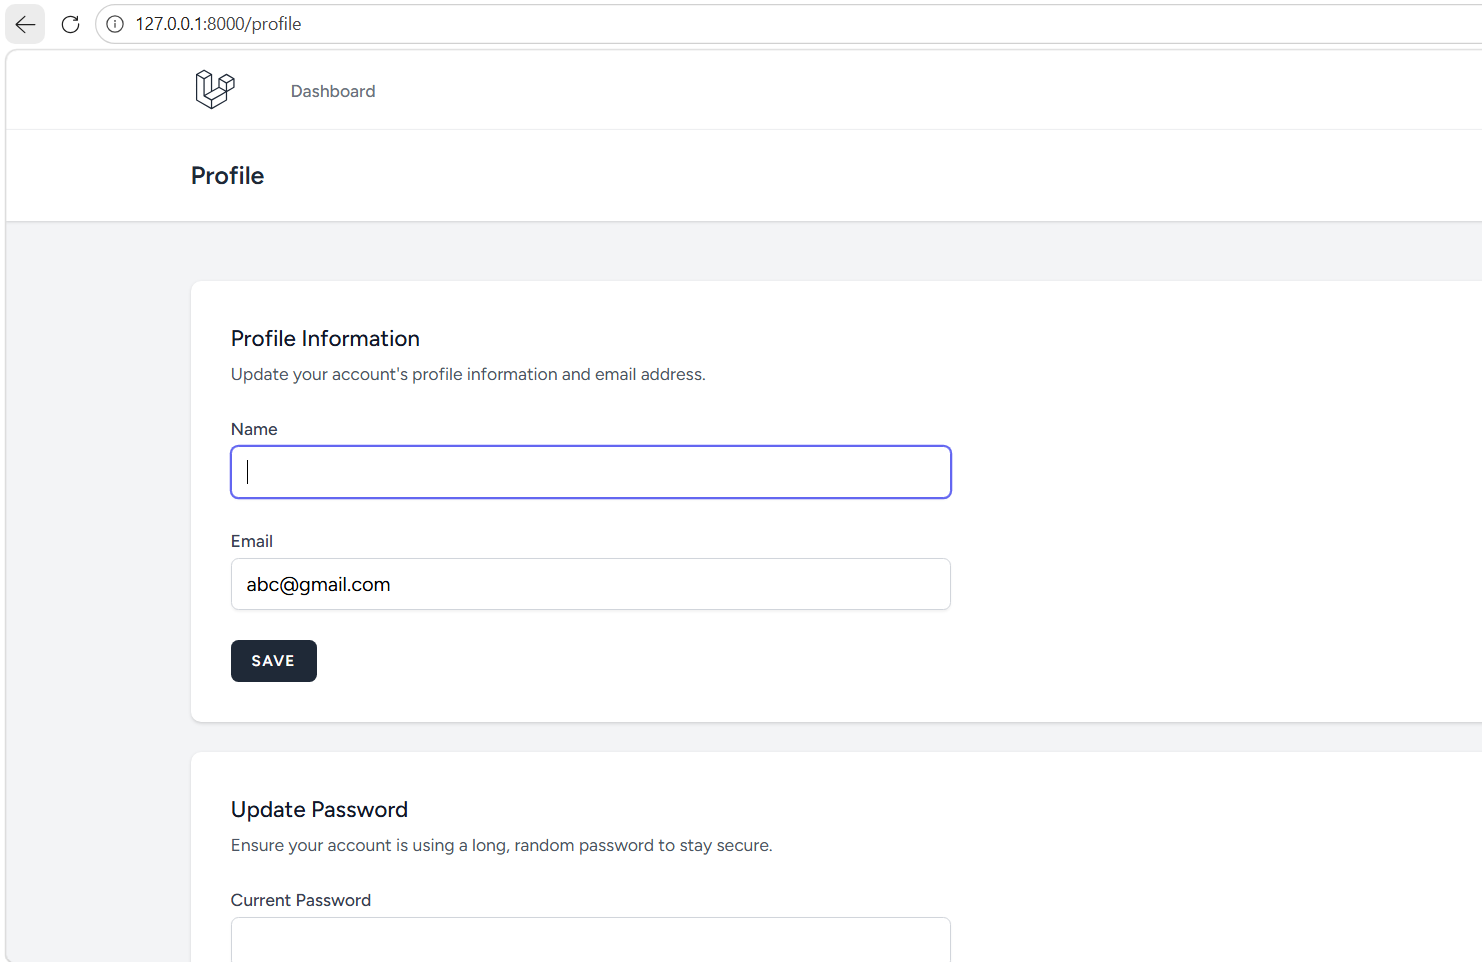 127.0.0.1:8000/profile
Dashboard
Profile
Profile Information
Update your account's profile information and email address.
Name
Email
abc@gmail.com
SAVE
Update Password
Ensure your account is using a long, random password to stay secure.
Current Password